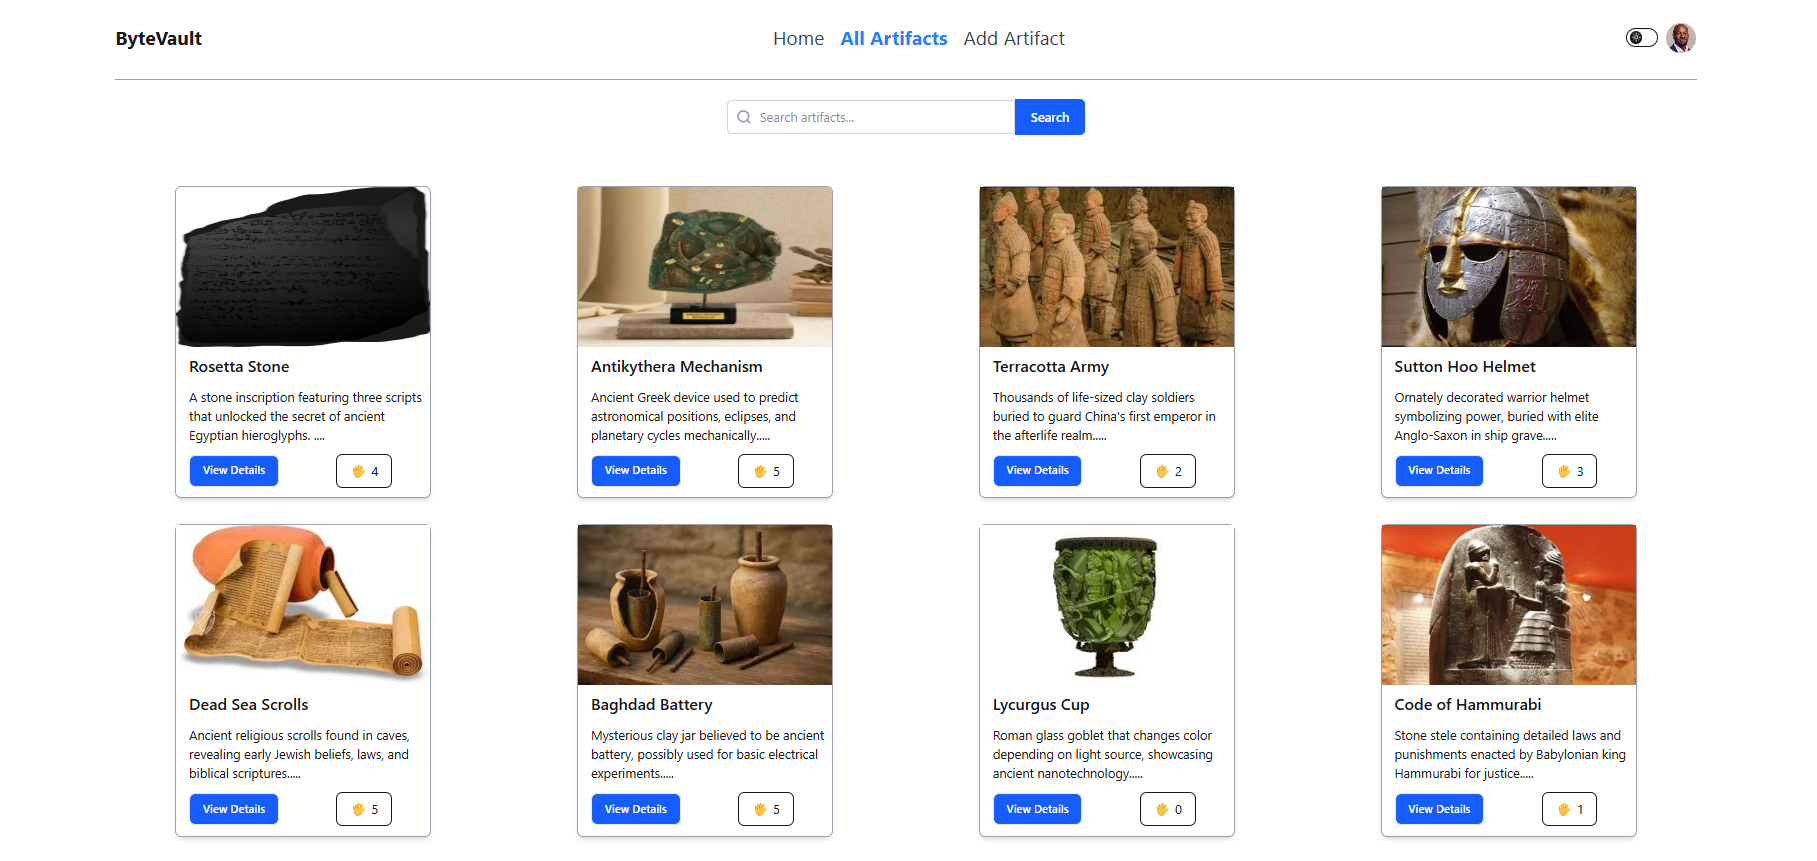 ByteVault
Home All Artifacts Add Artifact
Search artifacts...
Search
Rosetta Stone
A stone inscription featuring three scripts
that unlocked the secret of ancient
Egyptian hieroglyphs. ....
View Details
4
Antikythera Mechanism
Ancient Greek device used to predict
astronomical positions, eclipses, and
planetary cycles mechanically.....
View Details
5
Terracotta Army
Thousands of life-sized clay soldiers
buried to guard China's first emperor in
the afterlife realm.....
View Details
2
Sutton Hoo Helmet
Ornately decorated warrior helmet
symbolizing power, buried with elite
Anglo-Saxon in ship grave.....
View Details
3
Dead Sea Scrolls
Ancient religious scrolls found in caves,
revealing early Jewish beliefs, laws, and
biblical scriptures.....
View Details
5
Baghdad Battery
Mysterious clay jar believed to be ancient
battery, possibly used for basic electrical
experiments.....
View Details
5
Lycurgus Cup
Roman glass goblet that changes color
depending on light source, showcasing
ancient nanotechnology.....
View Details
0
Code of Hammurabi
Stone stele containing detailed laws and
punishments enacted by Babylonian king
Hammurabi for justice.....
View Details
1